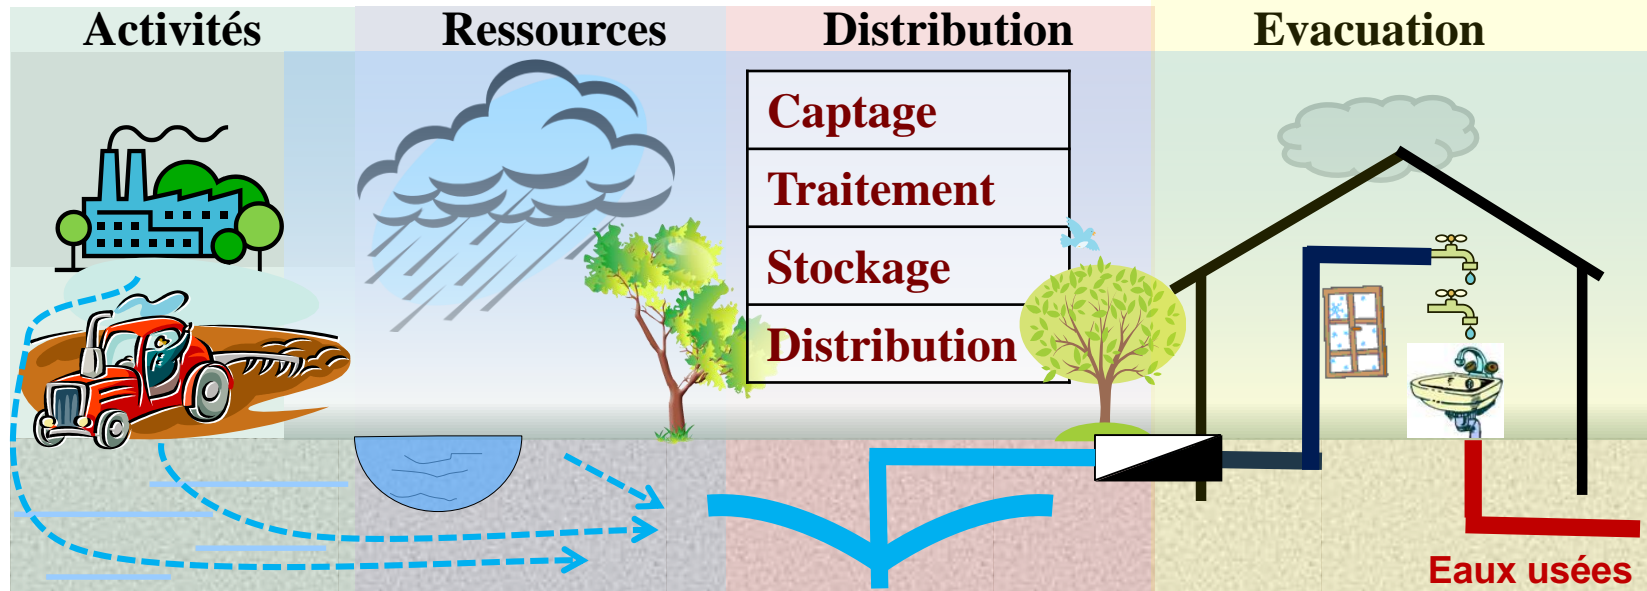 Activités
Ressources
Distribution
Evacuation
Captage
Traitement
Stockage
Distribution
Eaux usées